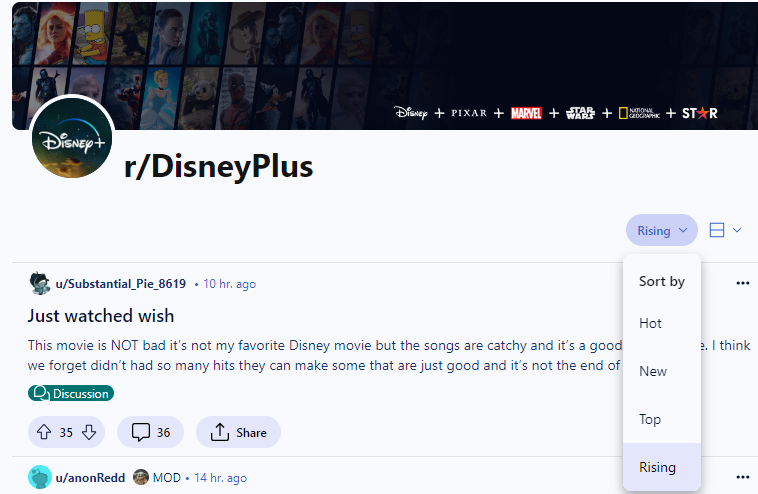 Disney + PIXAR + MARVEL + STAR WARS + NATIONAL GEOGRAPHIC + STAR
Disney+
r/DisneyPlus
Rising
u/Substantial_Pie_8619 • 10 hr. ago
Sort by
Just watched wish
Hot
This movie is NOT bad it's not my favorite Disney movie but the songs are catchy and it's a good e. I think
we forget didn't had so many hits they can make some that are just good and it's not the end of
New
Discussion
Top
35
36
Share
Rising
u/anonRedd MOD • 14 hr. ago